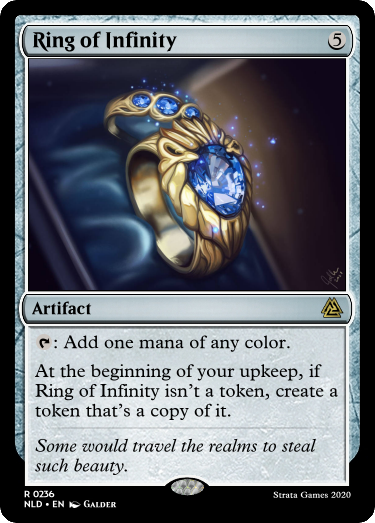 Ring of Infinity 5
Artifact
: Add one mana of any color.
At the beginning of your upkeep, if
Ring of Infinity isn't a token, create a
token that's a copy of it.
Some would travel the realms to steal
such beauty.
R 0236
NLD • EN GALDER
Strata Games 2020